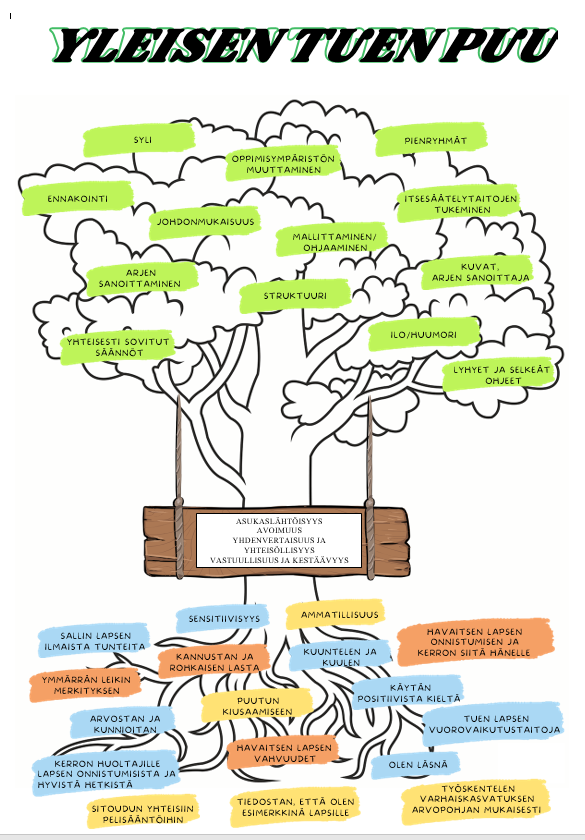 YLEISEN TUEN PUU
SYLI
PIENRYHMÄT
OPPIMISYMPÄRISTÖN
MUUTTAMINEN
ENNAKOINTI
ITSESÄÄTELYTAITOJEN
TUKEMINEN
JOHDONMUKAISUUS
MALLITTAMINEN/
OHJAAMINEN
ARJEN
SANOITTAMINEN
KUVAT,
ARJEN SANOITTAJA
STRUKTUURI
YHTEISESTI SOVITUT
SÄÄNNÖT
ILO/HUUMORI
LYHYET JA SELKEÄT
OHJEET
ASUKASLÄHTÖISYYS
AVOIMUUS
YHDENVERTAISUUS JA
YHTEISÖLLISYYS
VASTUULLISUUS JA KESTÄÄVYYS
SENSITIIVISYYS
AMMATILLISUUS
SALLIN LAPSEN
ILMAISTA TUNTEITA
KANNUSTAN JA
ROHKAISEN LASTA
KUUNTELEN JA
KUULEN
HAVAITSEN LAPSEN
ONNISTUMISEN JA
KERRON SIITÄ HÄNELLE
YMMÄRRÄN LEIKIN
MERKITYKSEN
KÄYTÄN
POSITIIVISTA KIELTÄ
PUUTUN
KIUSAAMISEEN
ARVOSTAN JA
KUNNIOITAN
TUEN LAPSEN
VUOROVAIKUTUSTAITOJA
HAVAITSEN LAPSEN
VAHVUUDET
KERRON HUOLTAJILLE
LAPSEN ONNISTUMISISTA JA
HYVISTÄ HETKISTÄ
OLEN LÄSNÄ
SITOUDUN YHTEISIIN
PELISÄÄNTÖIHIN
TIEDOSTAN, ETTÄ OLEN
ESIMERKKINÄ LAPSILLE
TYÖSKENTELEN
VARHAISKASVATUKSEN
ARVOPOHJAN MUKAISESTI